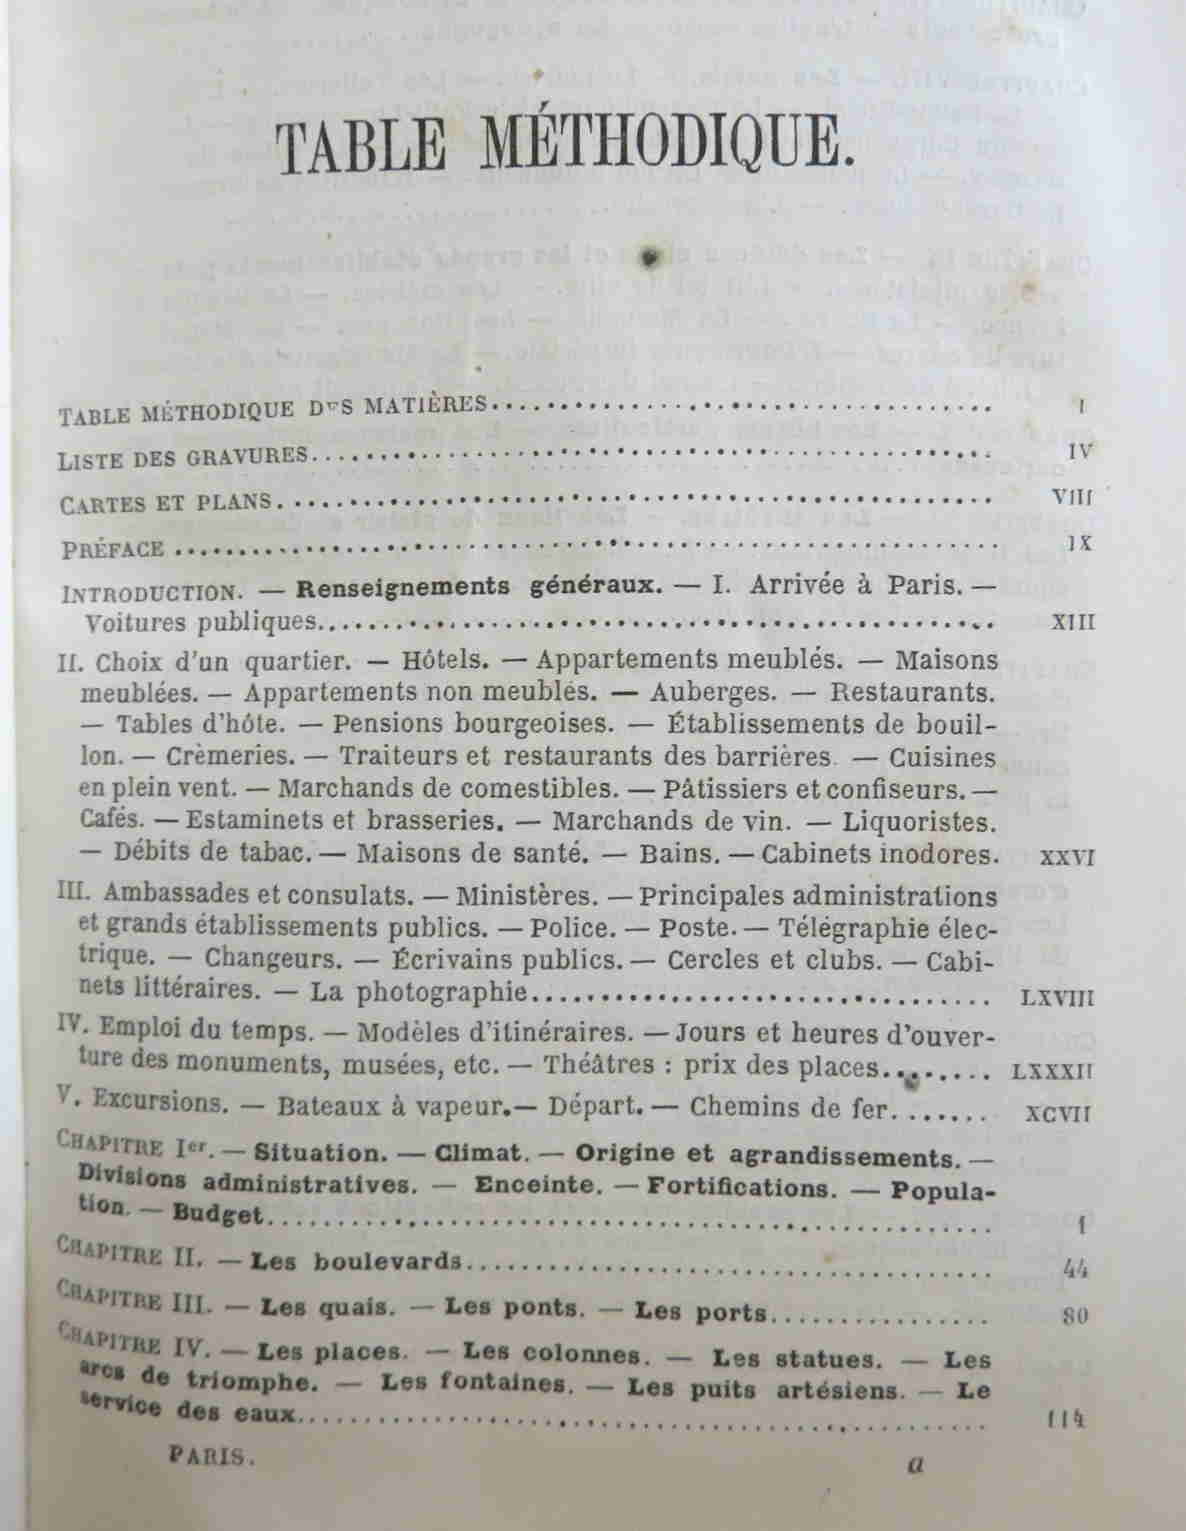 TABLE MÉTHODIQUE.
TABLE MÉTHODIQUE DES MATIÈRES........ I
LISTE DES GRAVURES........ IV
CARTES ET PLANS........ VIII
PRÉFACE........ IX
INTRODUCTION. — Renseignements généraux. — I. Arrivée à Paris. —
Voitures publiques........ XIII
II. Choix d'un quartier. — Hôtels. — Appartements meublés. — Maisons
meublées. — Appartements non meublés. — Auberges. — Restaurants.
— Tables d'hôte. — Pensions bourgeoises. — Établissements de bouil-
lon. — Crèmeries. — Traiteurs et restaurants des barrières. — Cuisines
en plein vent. — Marchands de comestibles. — Pâtissiers et confiseurs. —
Cafés. — Estaminets et brasseries. — Marchands de vin. — Liquoristes.
— Débits de tabac. — Maisons de santé. — Bains. — Cabinets inodores. XXVI
III. Ambassades et consulats. — Ministères. — Principales administrations
et grands établissements publics. — Police. — Poste. — Télégraphie élec-
trique. — Changeurs. — Écrivains publics. — Cercles et clubs. — Cabi-
nets littéraires. — La photographie........ LXVIII
IV. Emploi du temps. — Modèles d'itinéraires. — Jours et heures d'ouver-
ture des monuments, musées, etc. — Théâtres : prix des places........ LXXXII
V. Excursions. — Bateaux à vapeur. — Départ. — Chemins de fer....... XCVII
CHAPITRE Ier. — Situation. — Climat. — Origine et agrandissements. —
Divisions administratives. — Enceinte. — Fortifications. — Popula-
tion. — Budget........ 1
CHAPITRE II. — Les boulevards........ 44
CHAPITRE III. — Les quais. — Les ponts. — Les ports........ 80
CHAPITRE IV. — Les places. — Les colonnes. — Les statues. — Les
arcs de triomphe. — Les fontaines. — Les puits artésiens. — Le
service des eaux........ 114
PARIS. a